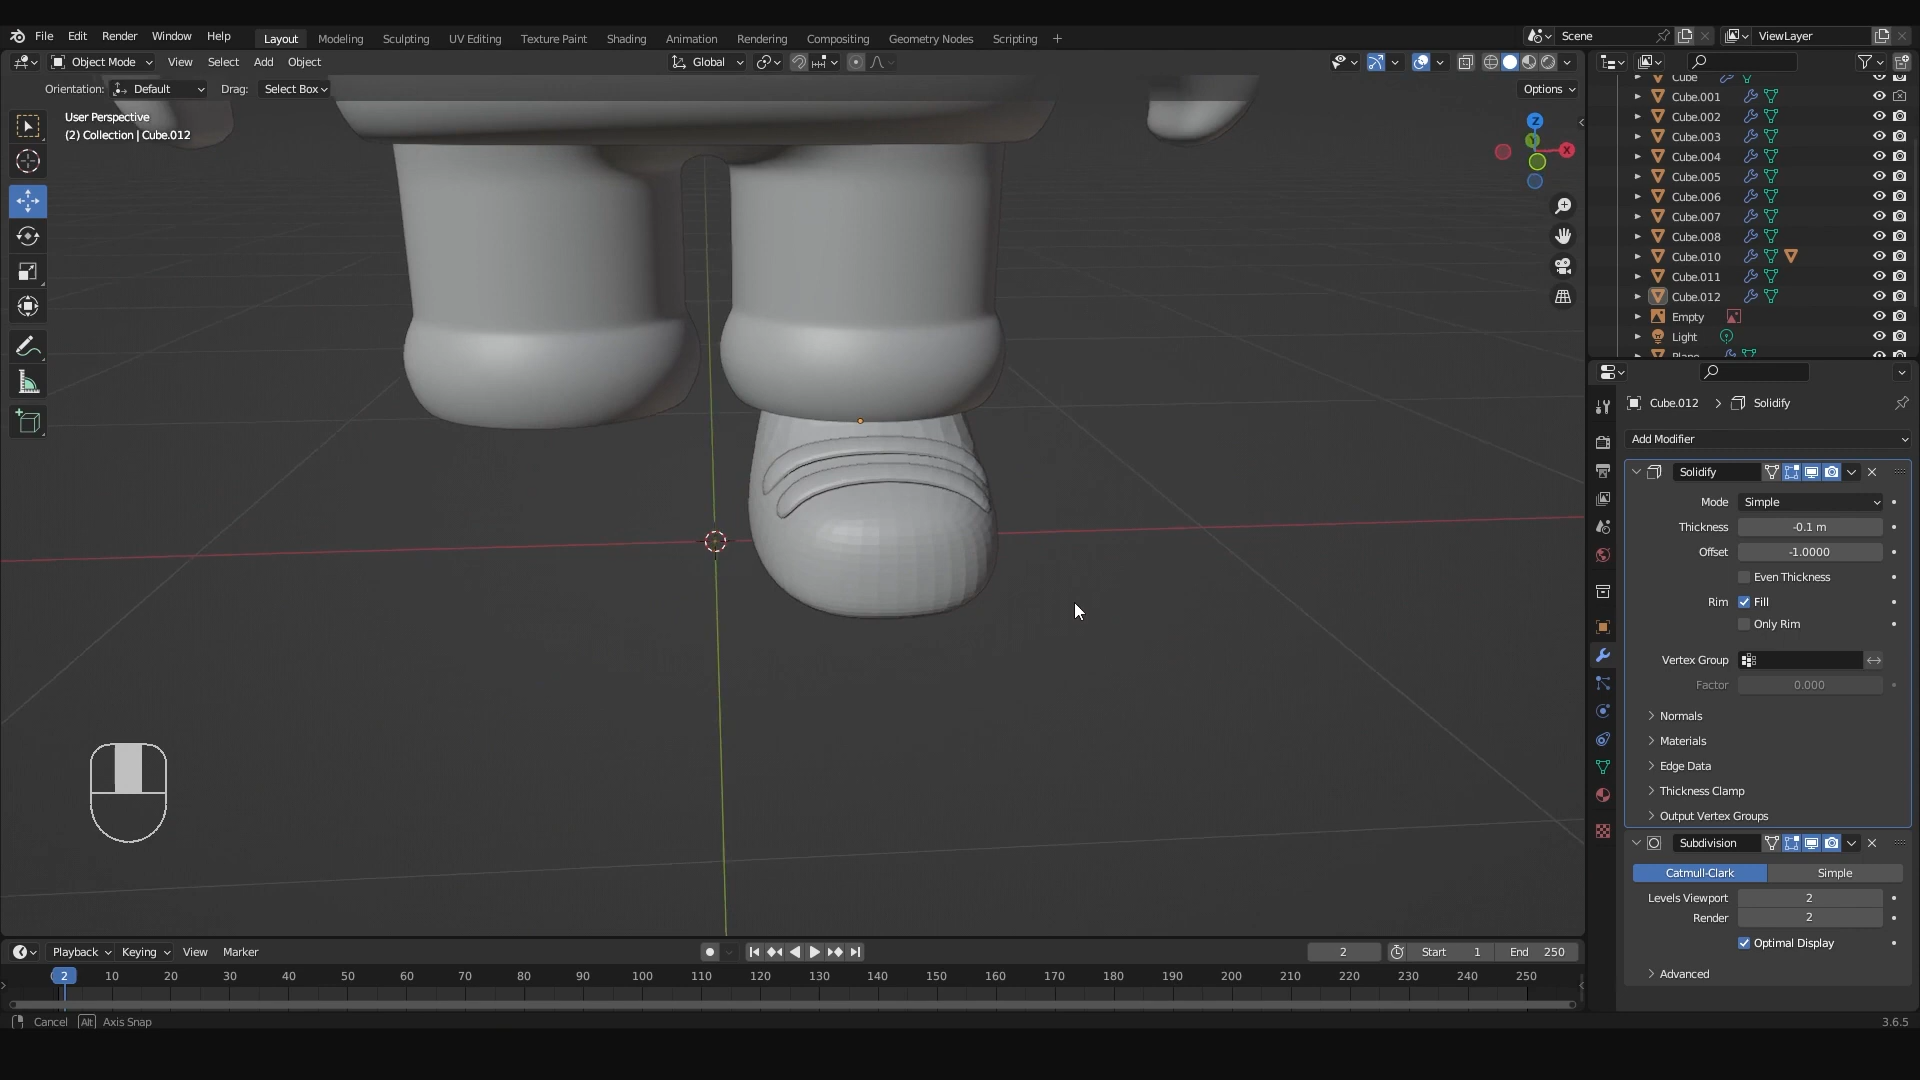 File Edit Render Window Help Layout Modeling Sculpting UV Editing Texture Paint Shading Animation Rendering Compositing Geometry Nodes Scripting + Scene ViewLayer
Object Mode View Select Add Object Global
Orientation: Default Drag: Select Box Options
User Perspective
(2) Collection | Cube.012
Z
Y
X
Cube
Cube.001
Cube.002
Cube.003
Cube.004
Cube.005
Cube.006
Cube.007
Cube.008
Cube.010
Cube.011
Cube.012
Empty
Light
Plane
Cube.012 > Solidify
Add Modifier
Solidify
Mode Simple
Thickness -0.1 m
Offset -1.0000
Even Thickness
Rim Fill
Only Rim
Vertex Group
Factor 0.000
Normals
Materials
Edge Data
Thickness Clamp
Output Vertex Groups
Subdivision
Catmull-Clark Simple
Levels Viewport 2
Render 2
Optimal Display
Advanced
Playback Keying View Marker 2 Start 1 End 250
2 10 20 30 40 50 60 70 80 90 100 110 120 130 140 150 160 170 180 190 200 210 220 230 240 250
Cancel Alt Axis Snap 3.6.5